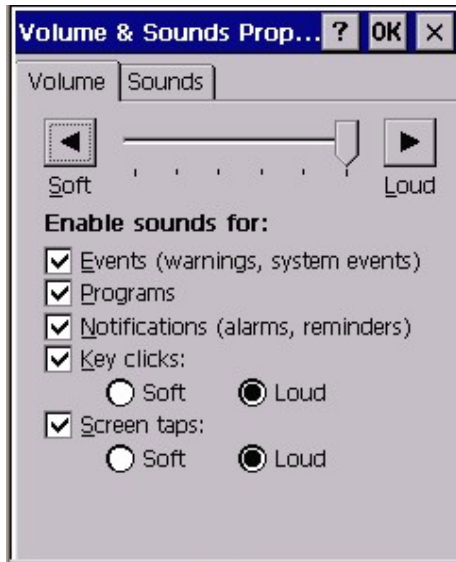 Volume & Sounds Prop... ? OK ×
Volume Sounds
Soft Loud
Enable sounds for:
Events (warnings, system events)
Programs
Notifications (alarms, reminders)
Key clicks:
Soft Loud
Screen taps:
Soft Loud